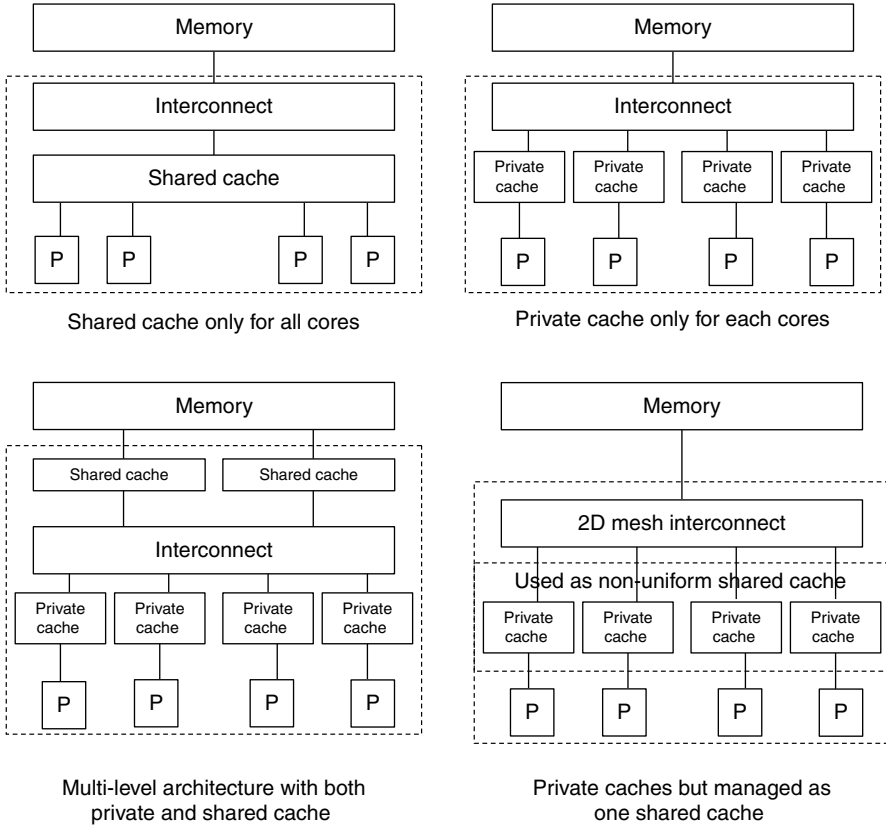 Memory
Interconnect
Shared cache
P P P P
Shared cache only for all cores
Memory
Interconnect
Private cache
Private cache
Private cache
Private cache
P P P P
Private cache only for each cores
Memory
Shared cache
Shared cache
Interconnect
Private cache
Private cache
Private cache
Private cache
P P P P
Multi-level architecture with both
private and shared cache
Memory
2D mesh interconnect
Used as non-uniform shared cache
Private cache
Private cache
Private cache
Private cache
P P P P
Private caches but managed as
one shared cache